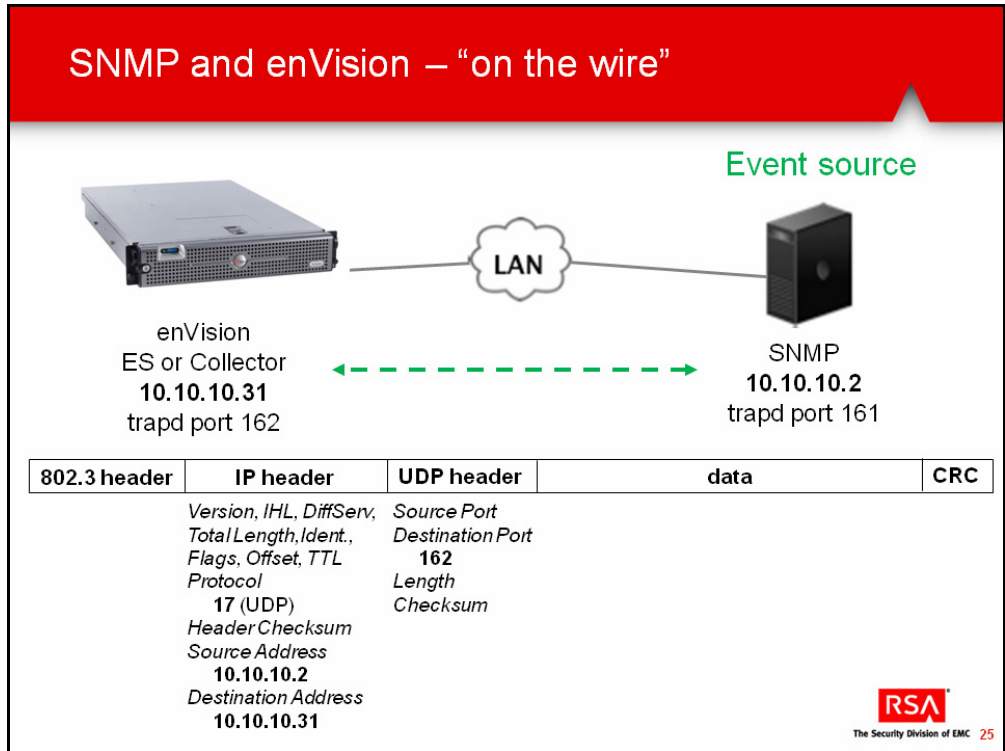 SNMP and enVision – “on the wire”
Event source
LAN
enVision
ES or Collector
10.10.10.31
trapd port 162
SNMP
10.10.10.2
trapd port 161
802.3 header
IP header
UDP header
data
CRC
Version, IHL, DiffServ,
Total Length, Ident.,
Flags, Offset, TTL
Protocol
17 (UDP)
Header Checksum
Source Address
10.10.10.2
Destination Address
10.10.10.31
Source Port
Destination Port
162
Length
Checksum
RSA
The Security Division of EMC 25